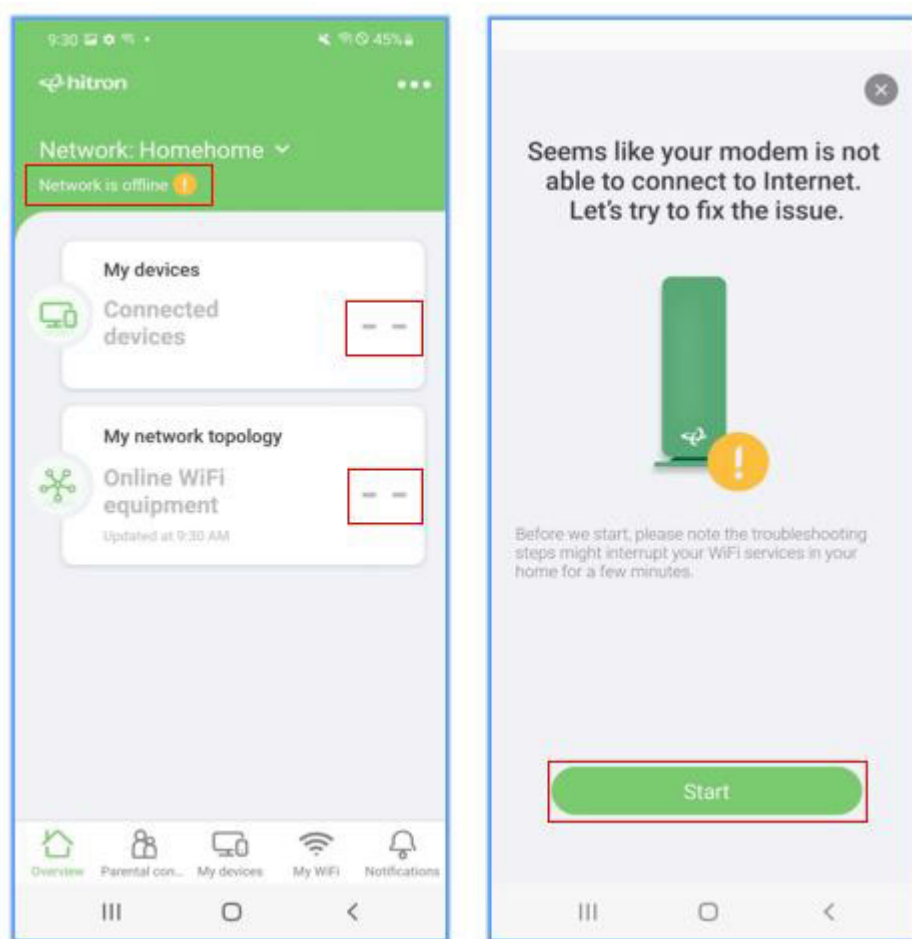 9:30
45%
hitron
Network: Homehome
Network is offline
My devices
Connected
devices
- -
My network topology
Online WiFi
equipment
- -
Updated at 9:30 AM
Overview
Parental con...
My devices
My WiFi
Notifications
Seems like your modem is not
able to connect to Internet.
Let's try to fix the issue.
Before we start, please note the troubleshooting
steps might interrupt your WiFi services in your
home for a few minutes.
Start